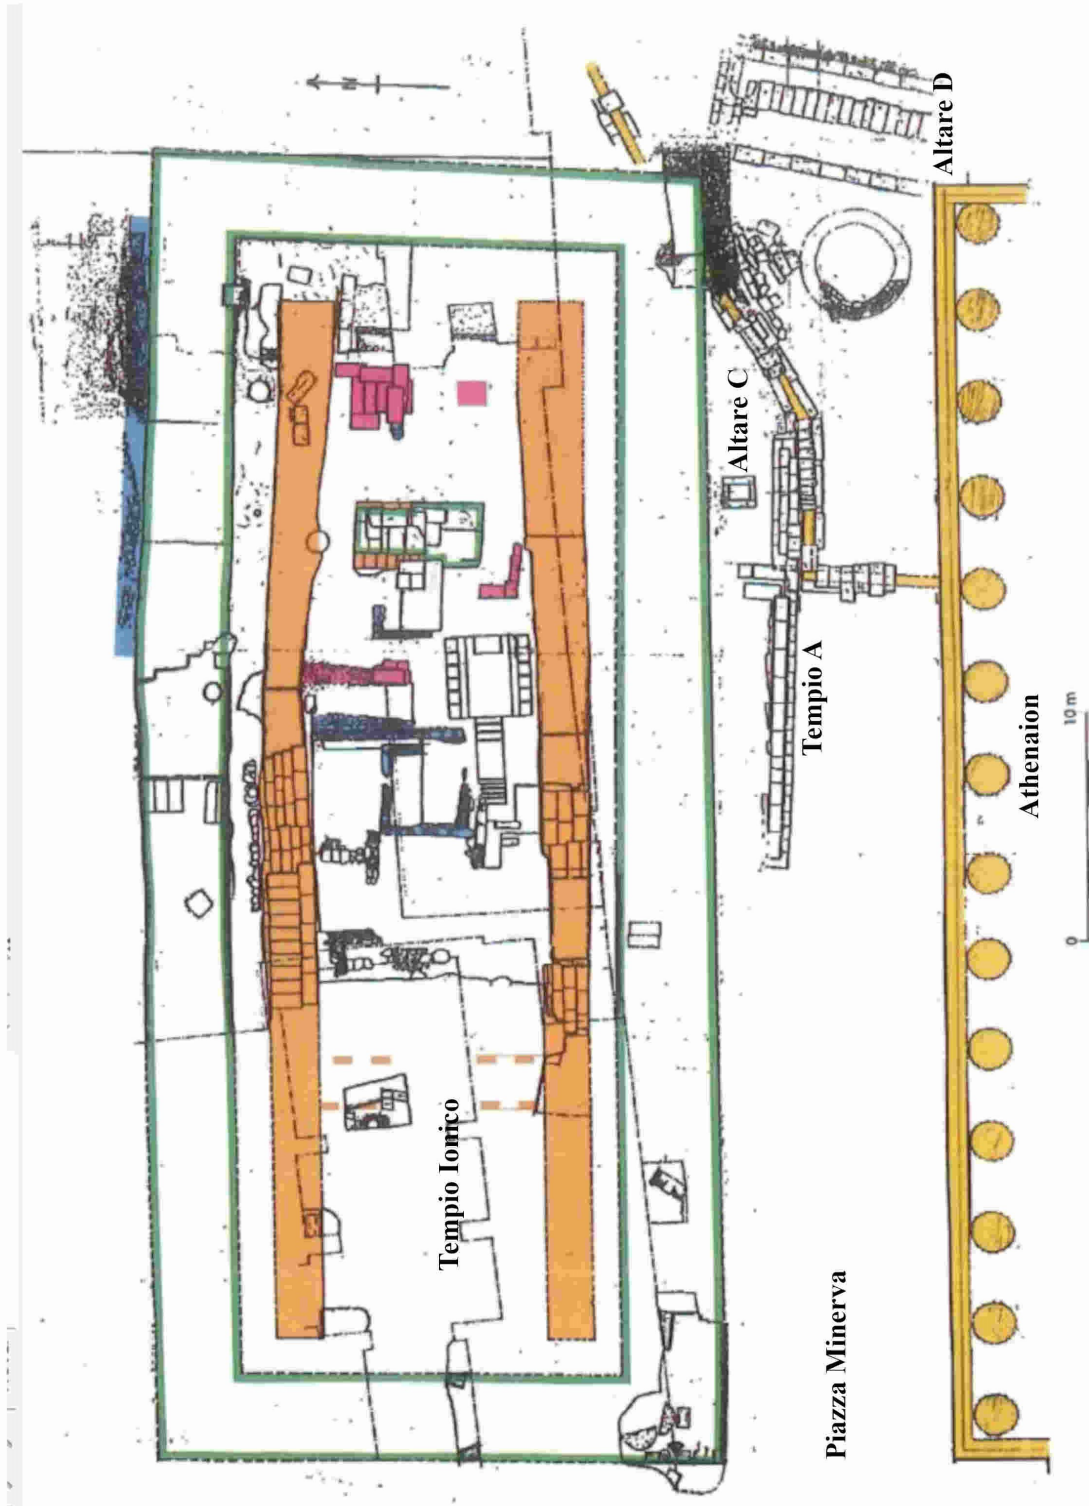 N
Altare D
Altare C
Tempio A
Athenaion
Tempio Ionico
Piazza Minerva
0
10 m